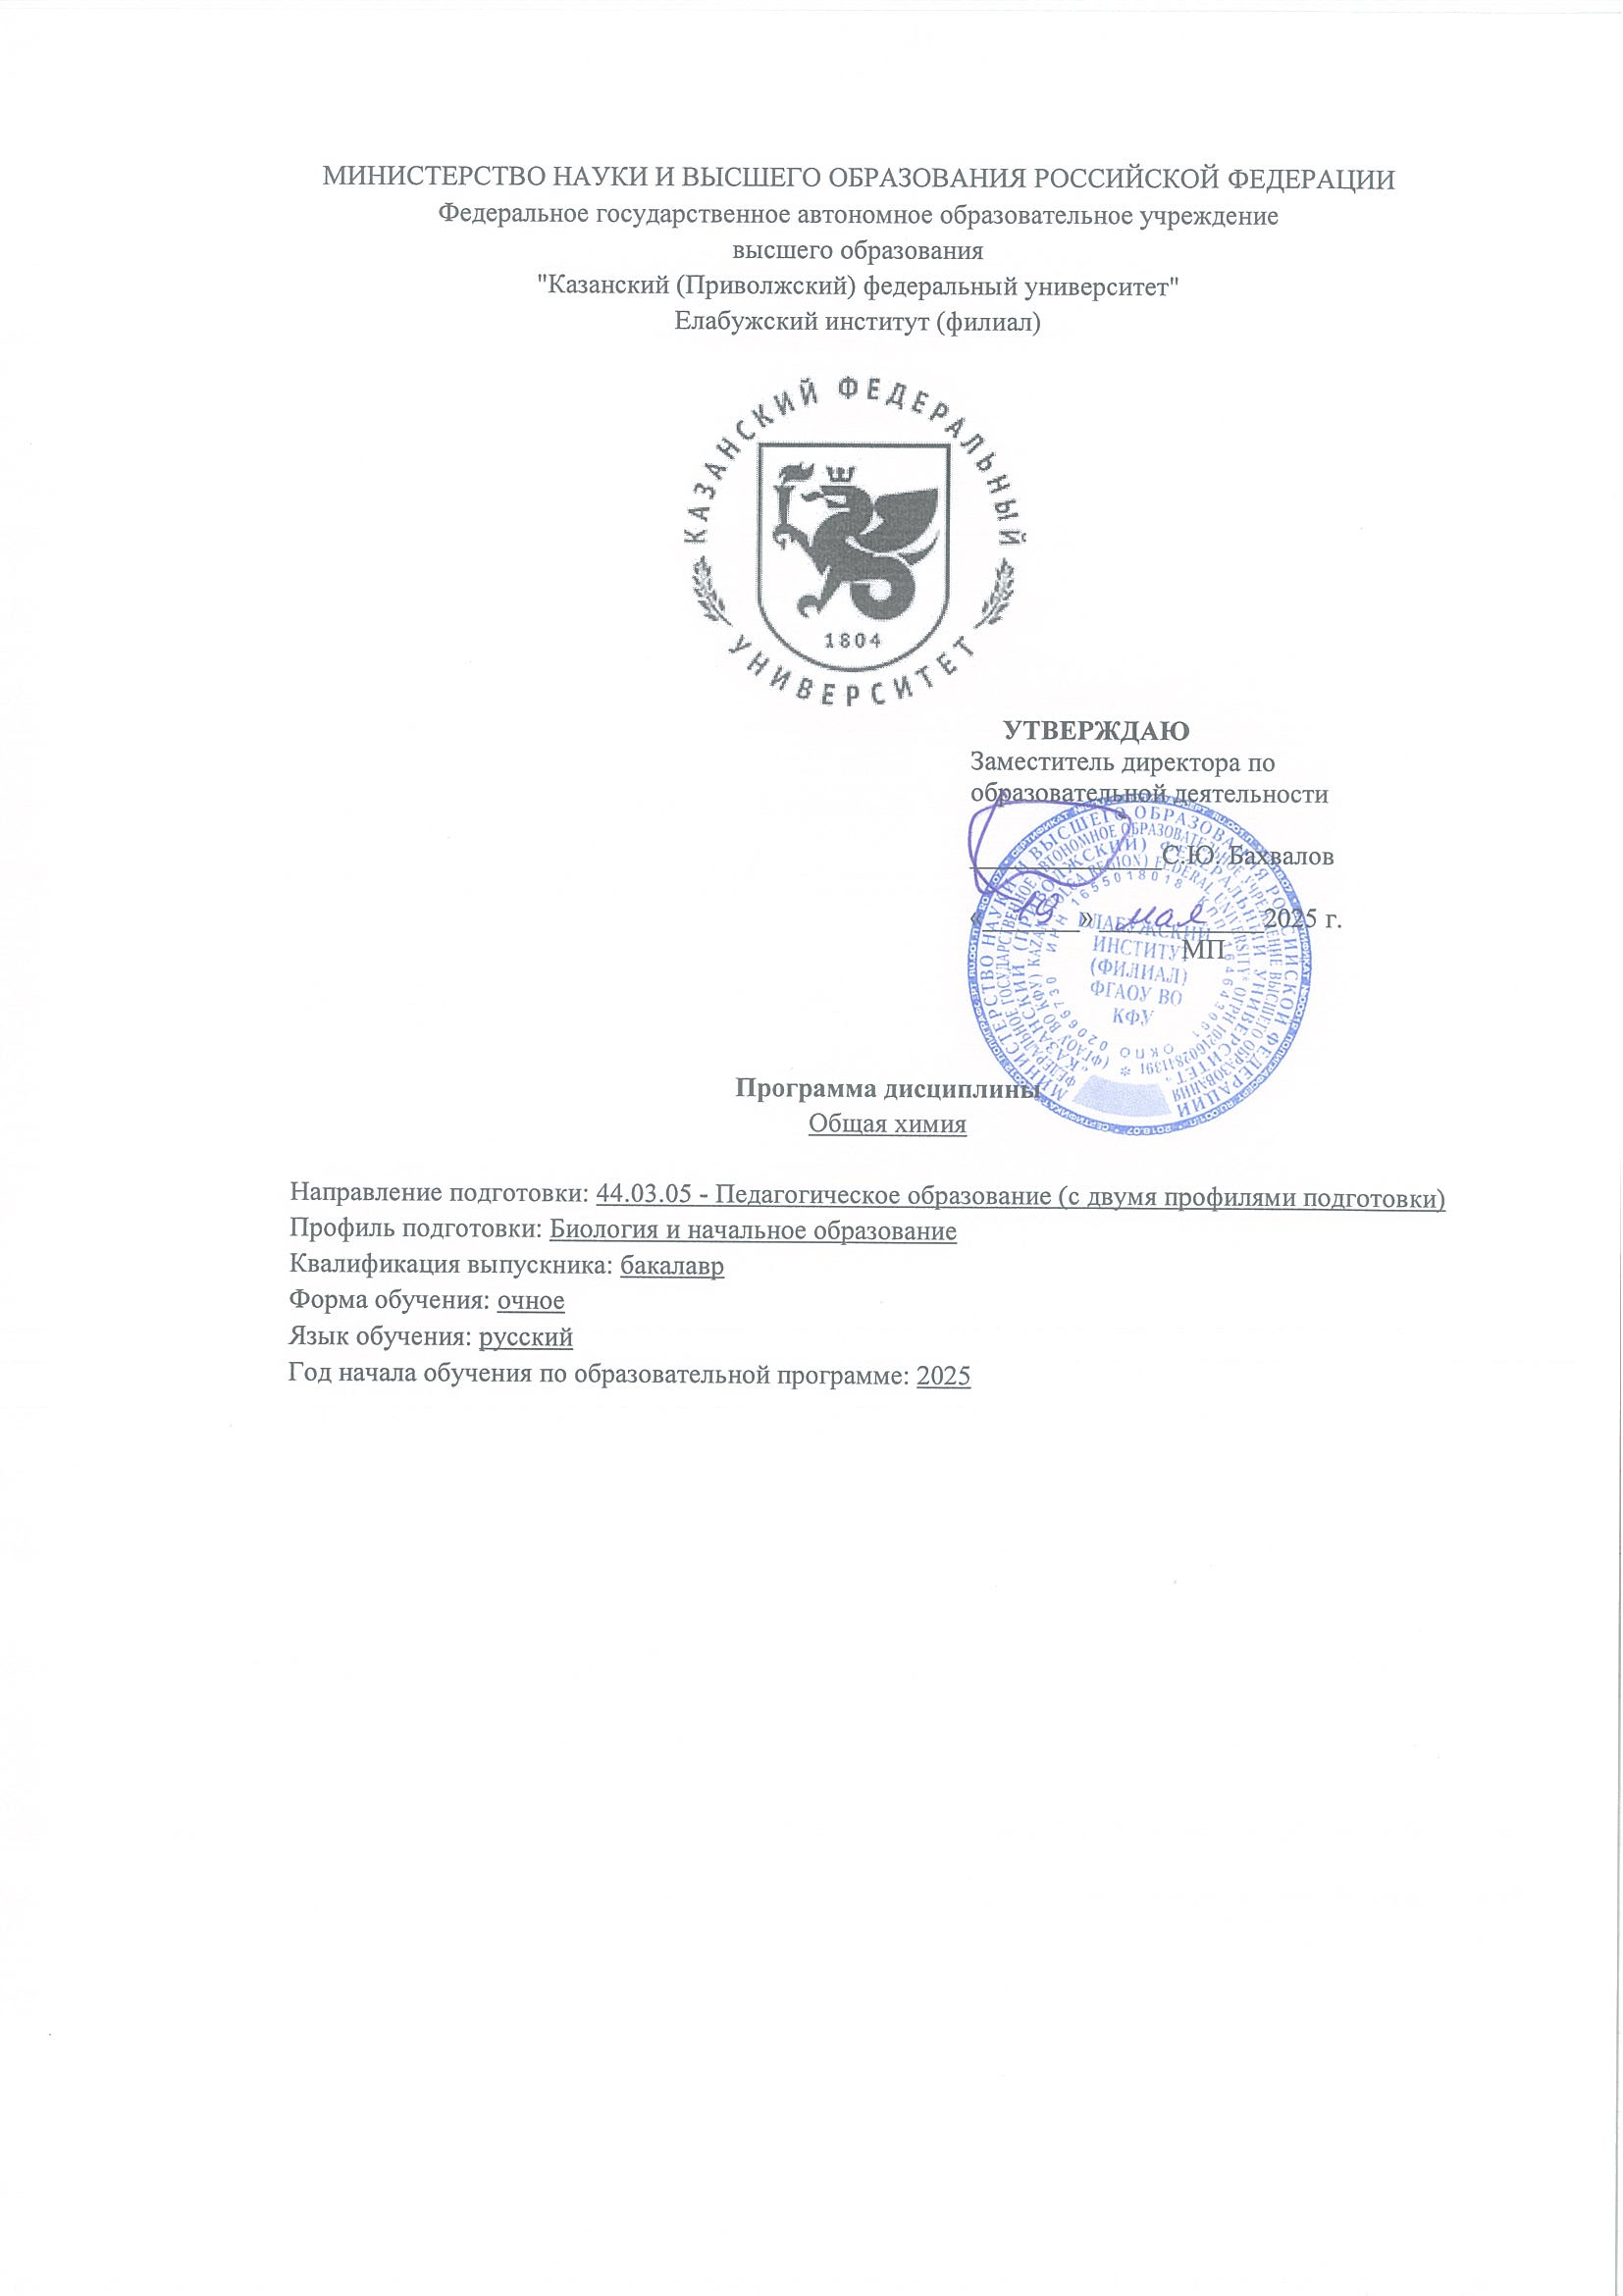 МИНИСТЕРСТВО НАУКИ И ВЫСШЕГО ОБРАЗОВАНИЯ РОССИЙСКОЙ ФЕДЕРАЦИИ
Федеральное государственное автономное образовательное учреждение
высшего образования
"Казанский (Приволжский) федеральный университет"
Елабужский институт (филиал)
КАЗАНСКИЙ ФЕДЕРАЛЬНЫЙ
1804
УНИВЕРСИТЕТ
УТВЕРЖДАЮ
Заместитель директора по
образовательной деятельности
С.Ю. Бахвалов
« » мая 2025 г.
МП
ЕЛАБУЖСКИЙ
ИНСТИТУТ
(ФИЛИАЛ)
ФГАОУ ВО
КФУ
Программа дисциплины
Общая химия
Направление подготовки: 44.03.05 - Педагогическое образование (с двумя профилями подготовки)
Профиль подготовки: Биология и начальное образование
Квалификация выпускника: бакалавр
Форма обучения: очное
Язык обучения: русский
Год начала обучения по образовательной программе: 2025